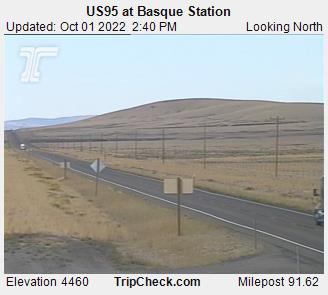 US95 at Basque Station
Updated: Oct 01 2022 2:40 PM Looking North
Elevation 4460 TripCheck.com Milepost 91.62